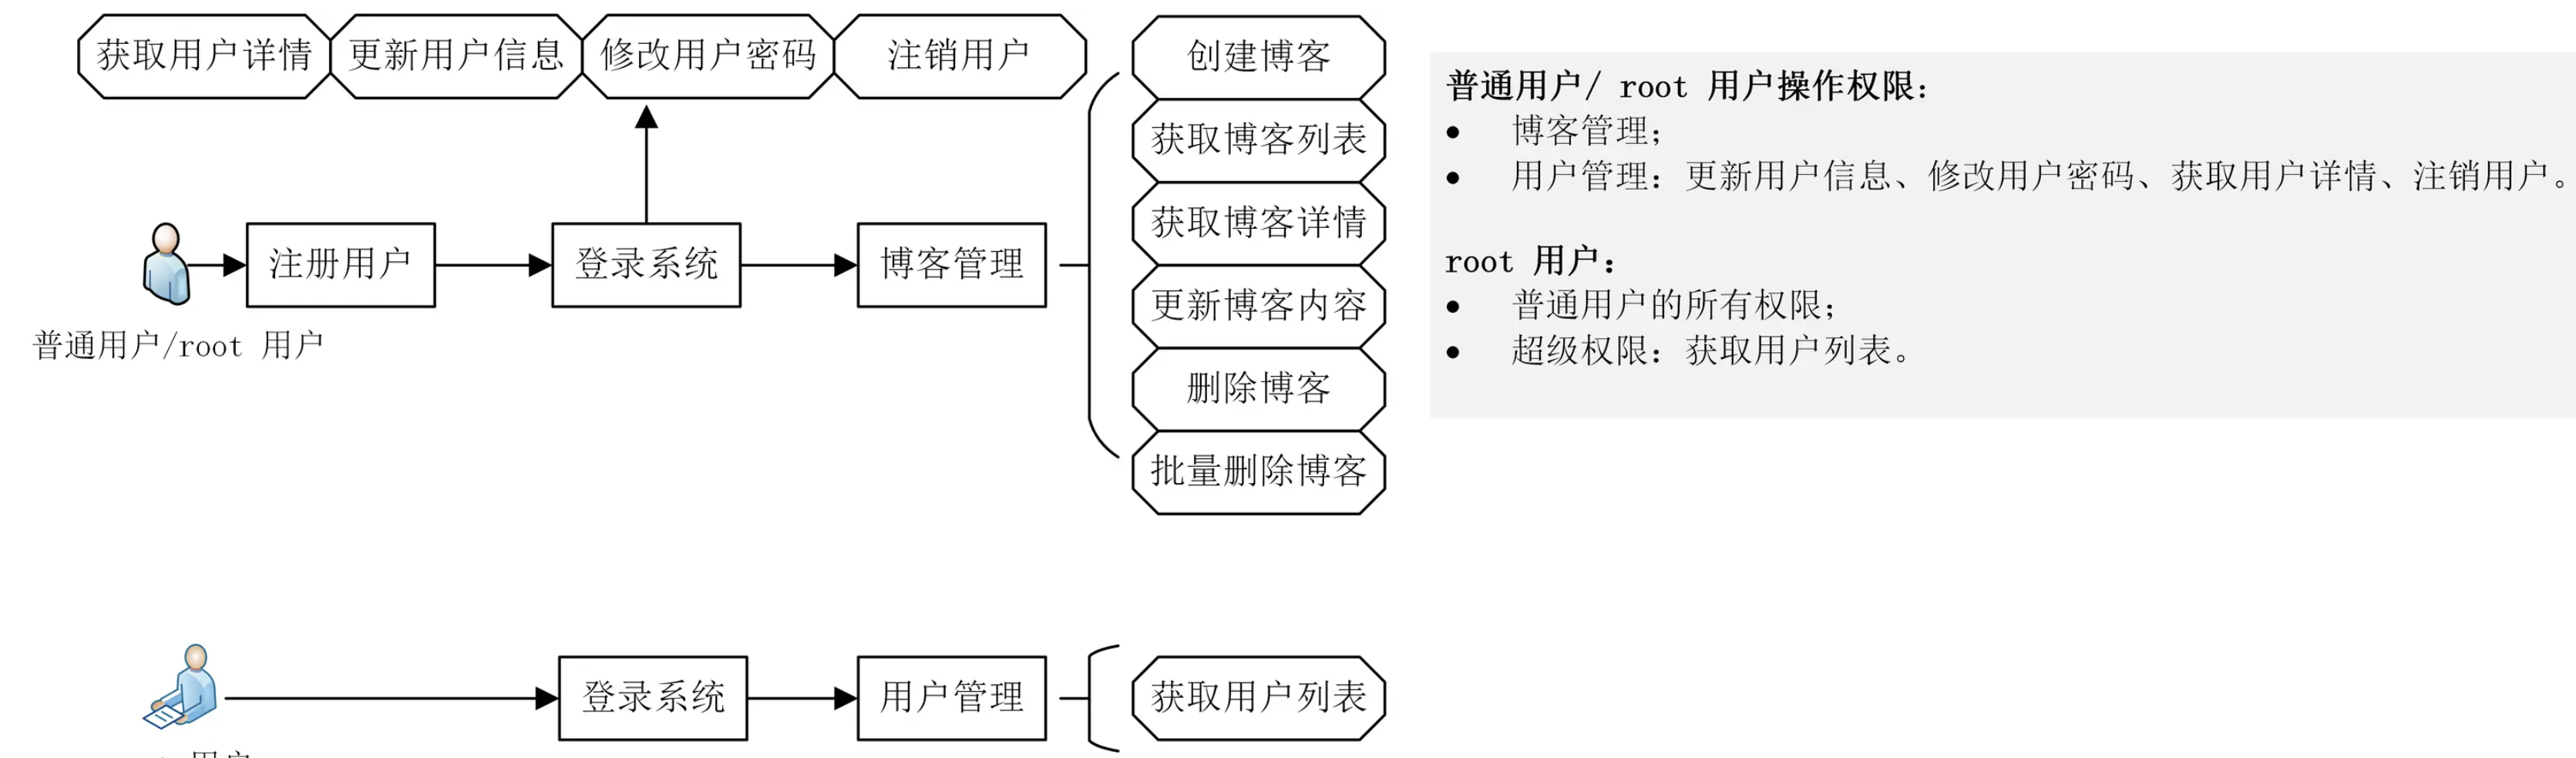 获取用户详情
更新用户信息
修改用户密码
注销用户
创建博客
获取博客列表
获取博客详情
更新博客内容
删除博客
批量删除博客
注册用户
登录系统
博客管理
普通用户/root 用户
普通用户/ root 用户操作权限：
• 博客管理；
• 用户管理：更新用户信息、修改用户密码、获取用户详情、注销用户。
root 用户：
• 普通用户的所有权限；
• 超级权限：获取用户列表。
登录系统
用户管理
获取用户列表
用户